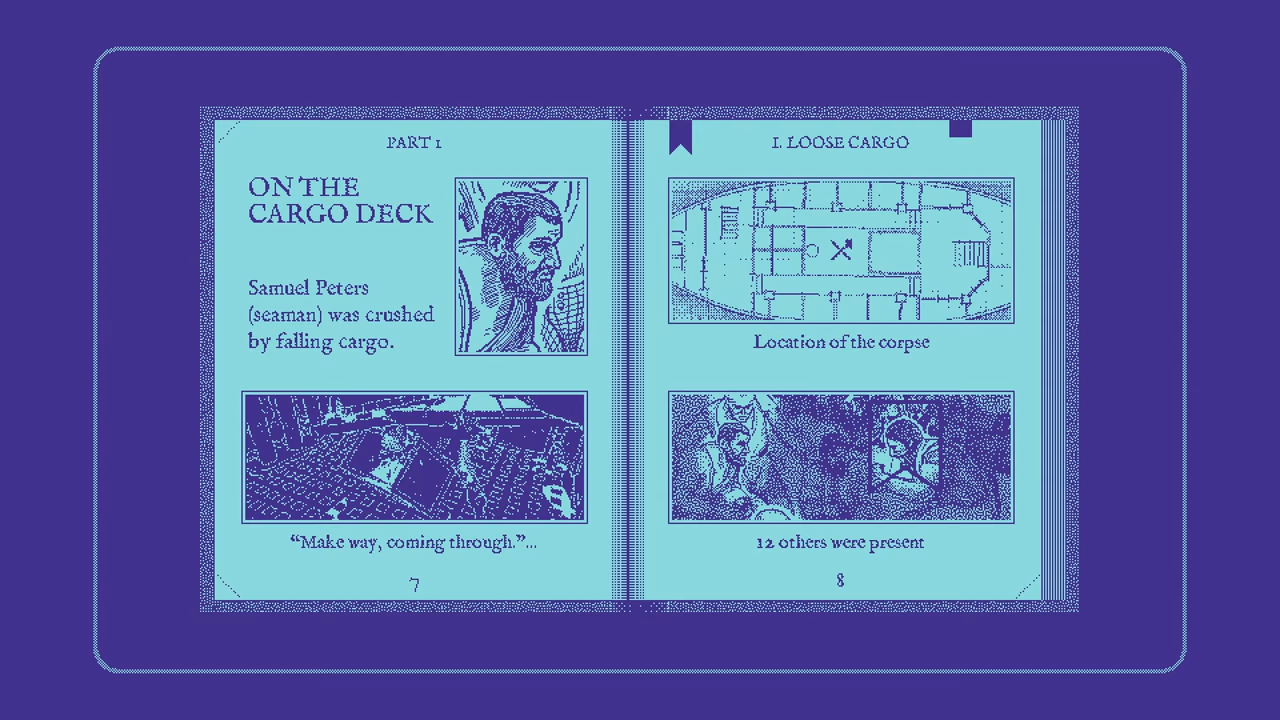 PART 1
ON THE
CARGO DECK
Samuel Peters
(seaman) was crushed
by falling cargo.
“Make way, coming through.”...
7
I. LOOSE CARGO
Location of the corpse
12 others were present
8